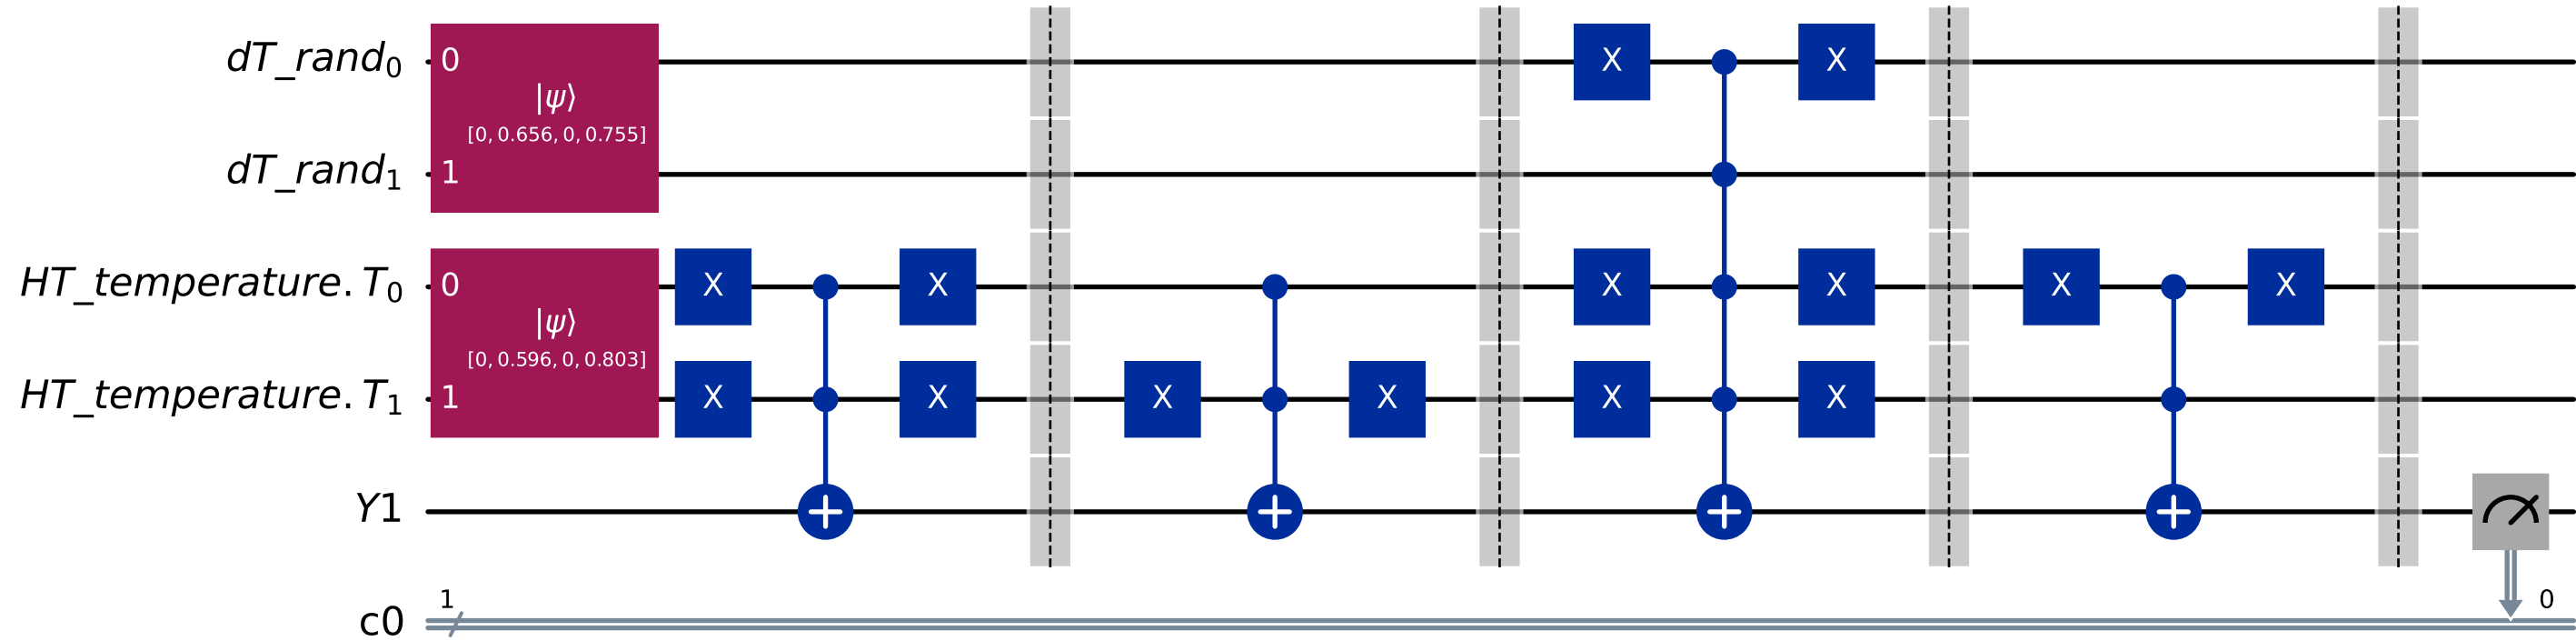 dT_rand0 0 X X
|ψ⟩
[0, 0.656, 0, 0.755]
dT_rand1 1
HT_temperature.T0 0 X X X X X X
|ψ⟩
[0, 0.596, 0, 0.803]
HT_temperature.T1 1 X X X X X X
Y1
c0 1 0